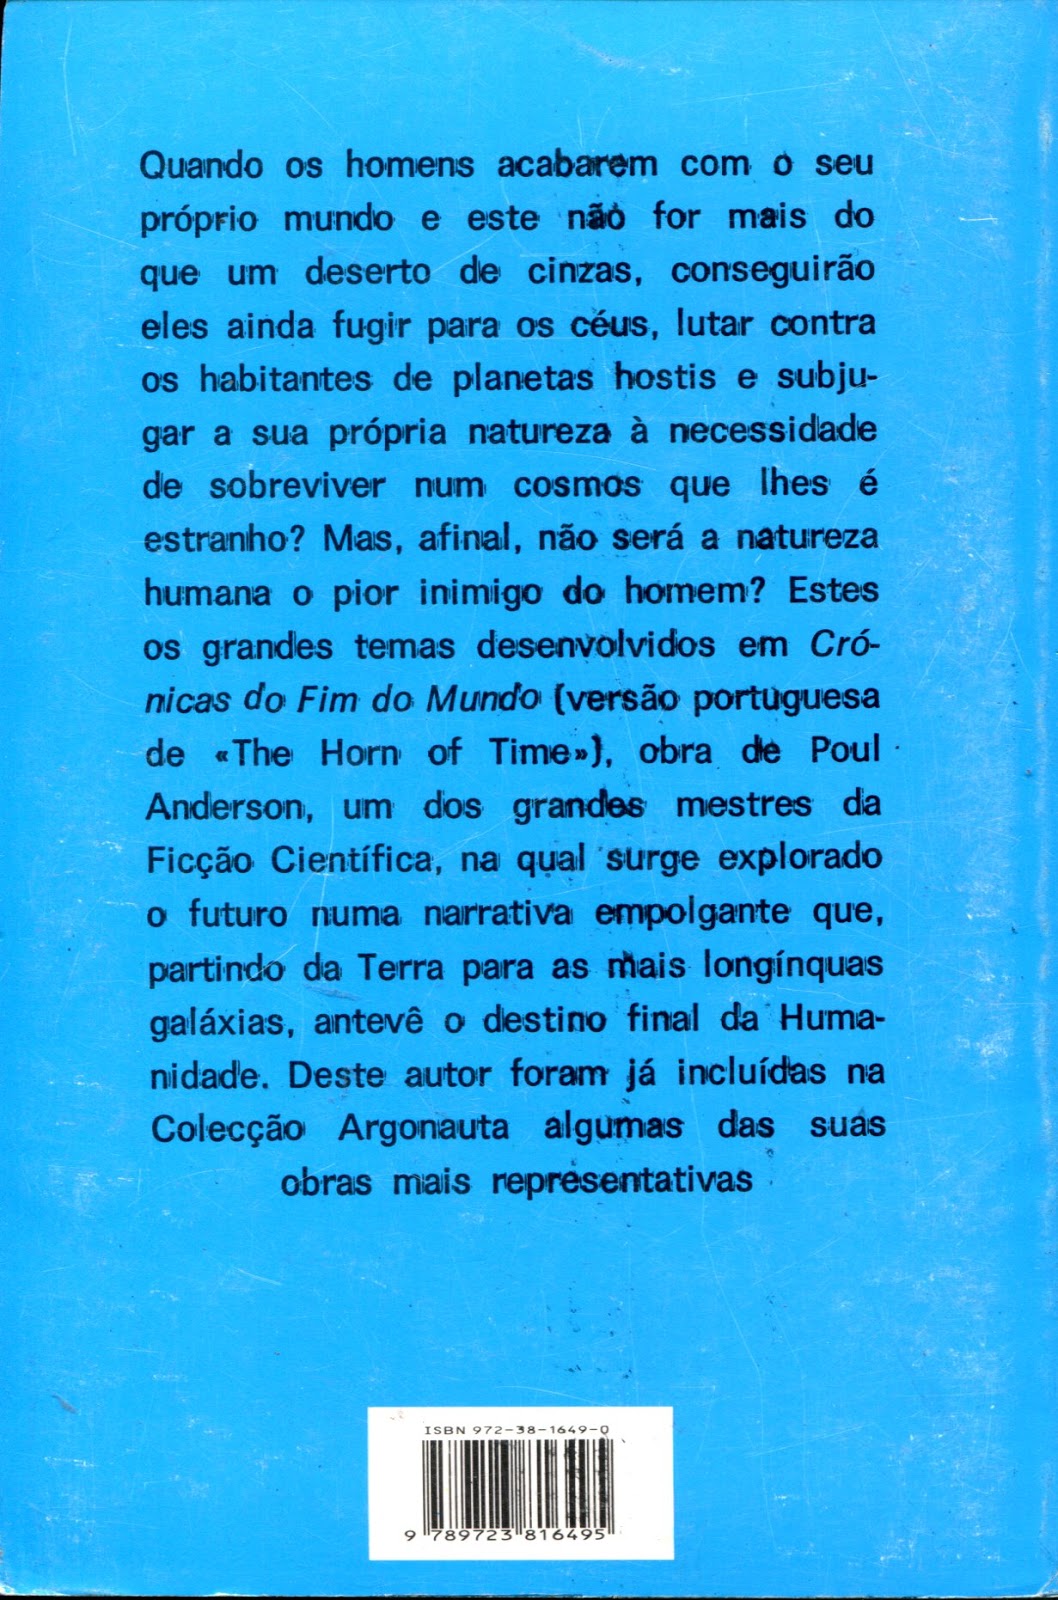 Quando os homens acabarem com o seu
próprio mundo e este não for mais do
que um deserto de cinzas, conseguirão
eles ainda fugir para os céus, lutar contra
os habitantes de planetas hostis e subju-
gar a sua própria natureza à necessidade
de sobreviver num cosmos que lhes é
estranho? Mas, afinal, não será a natureza
humana o pior inimigo do homem? Estes
os grandes temas desenvolvidos em Cró-
nicas do Fim do Mundo (versão portuguesa
de «The Horn of Time»), obra de Poul
Anderson, um dos grandes mestres da
Ficção Científica, na qual surge explorado
o futuro numa narrativa empolgante que,
partindo da Terra para as mais longínquas
galáxias, antevê o destino final da Huma-
nidade. Deste autor foram já incluídas na
Colecção Argonauta algumas das suas
obras mais representativas
ISBN 972-38-1649-0
9 789723 816495